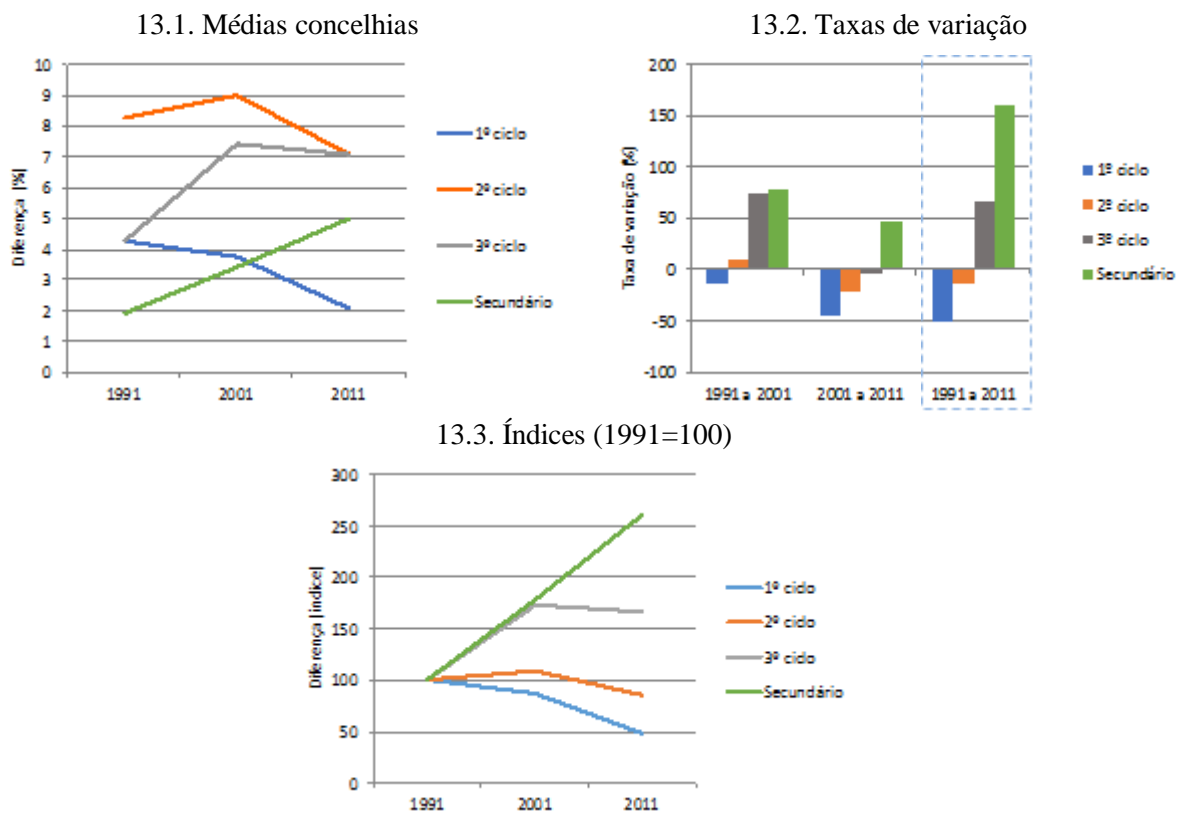 13.1. Médias concelhias
13.2. Taxas de variação
10
9
8
7
6
5
4
3
2
1
0
Diferença (%)
1991
2001
2011
1º ciclo
2º ciclo
3º ciclo
Secundário
200
150
100
50
0
-50
-100
Taxa de variação (%)
1991 a 2001
2001 a 2011
1991 a 2011
1º ciclo
2º ciclo
3º ciclo
Secundário
13.3. Índices (1991=100)
300
250
200
150
100
50
0
Diferença (indice)
1991
2001
2011
1º ciclo
2º ciclo
3º ciclo
Secundário